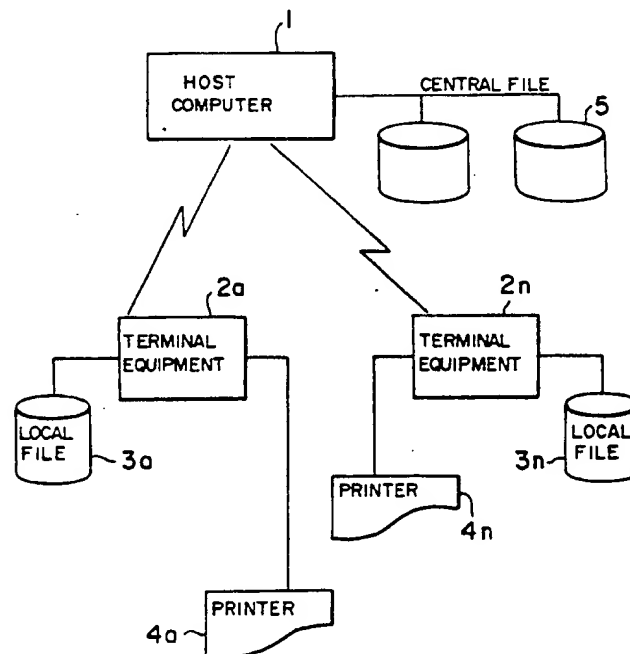 1
HOST
COMPUTER
CENTRAL FILE
5
2a
TERMINAL
EQUIPMENT
2n
TERMINAL
EQUIPMENT
LOCAL
FILE
3a
LOCAL
FILE
3n
PRINTER
4n
PRINTER
4a